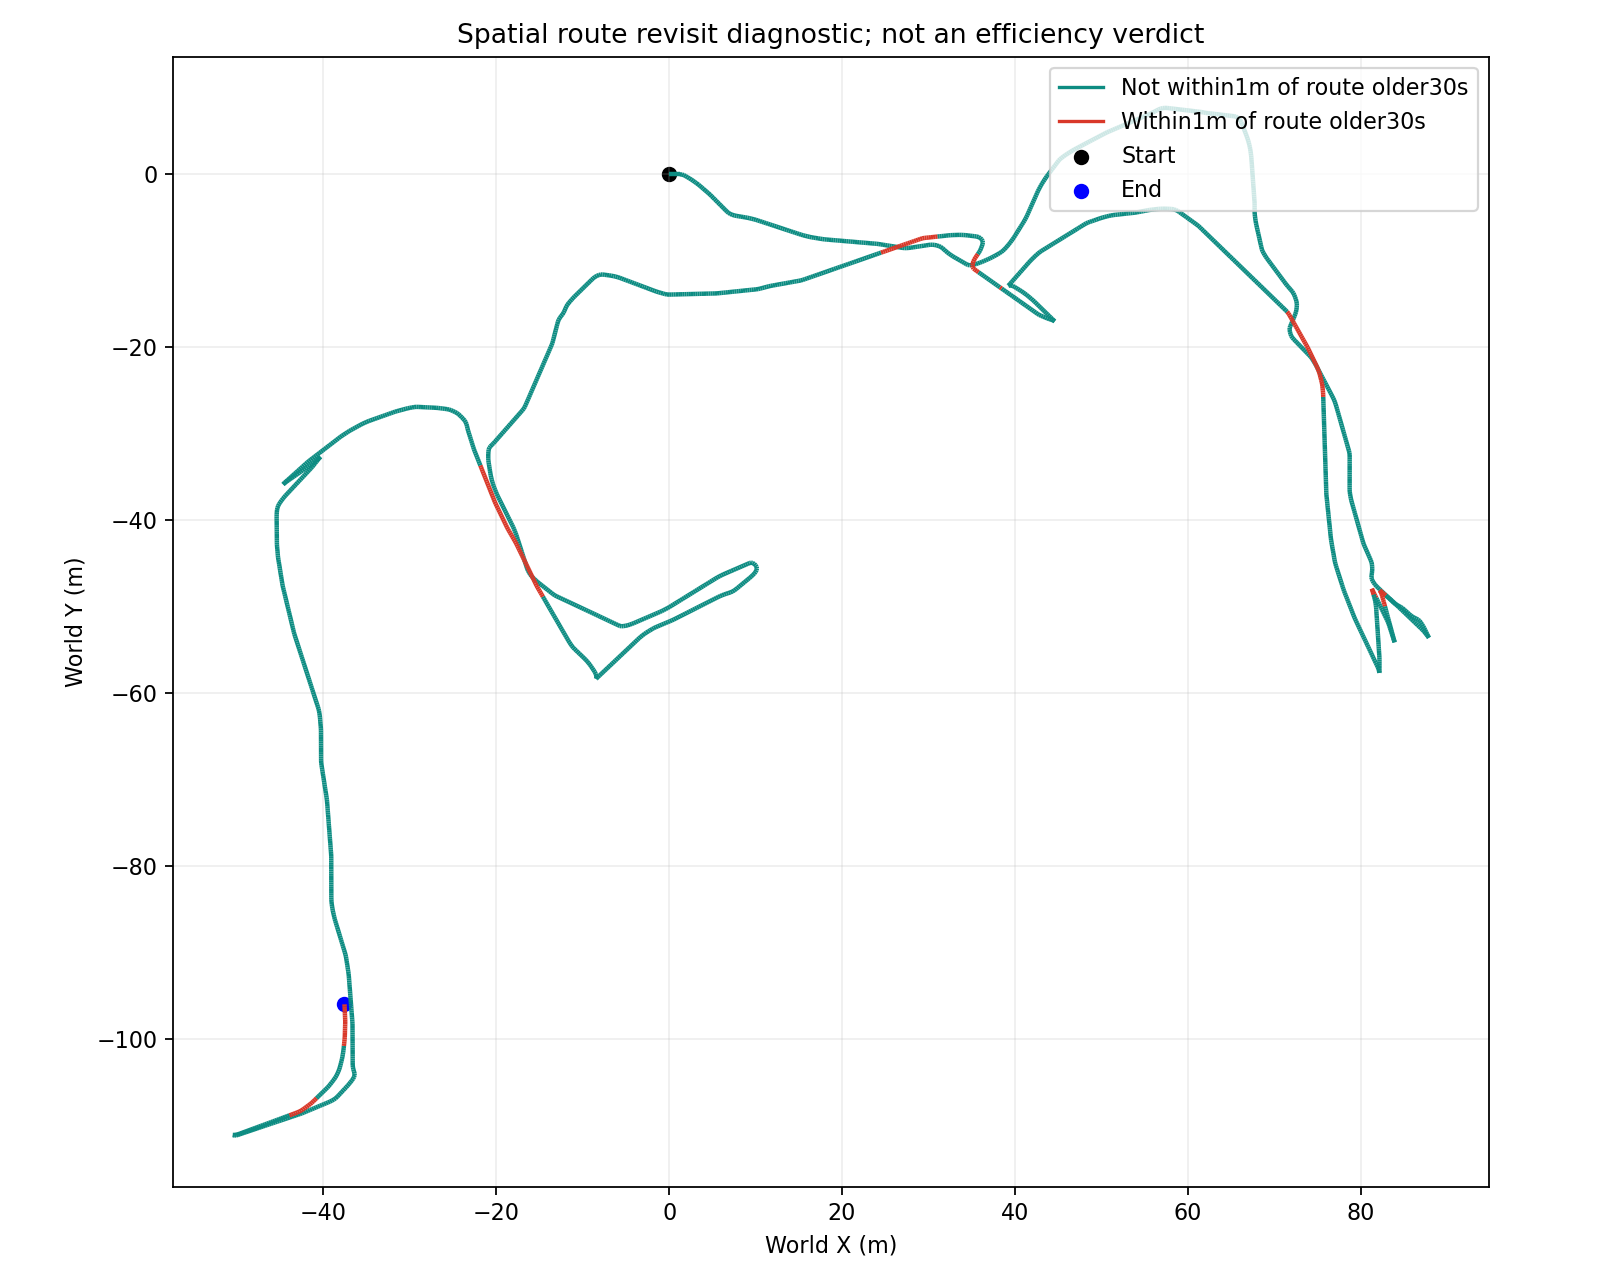 Spatial route revisit diagnostic; not an efficiency verdict
Not within1m of route older30s
Within1m of route older30s
Start
End
0
−20
−40
−60
−80
−100
World Y (m)
−40
−20
0
20
40
60
80
World X (m)